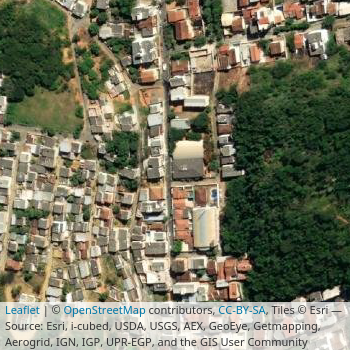 Leaflet | © OpenStreetMap contributors, CC-BY-SA, Tiles © Esri —
Source: Esri, i-cubed, USDA, USGS, AEX, GeoEye, Getmapping,
Aerogrid, IGN, IGP, UPR-EGP, and the GIS User Community